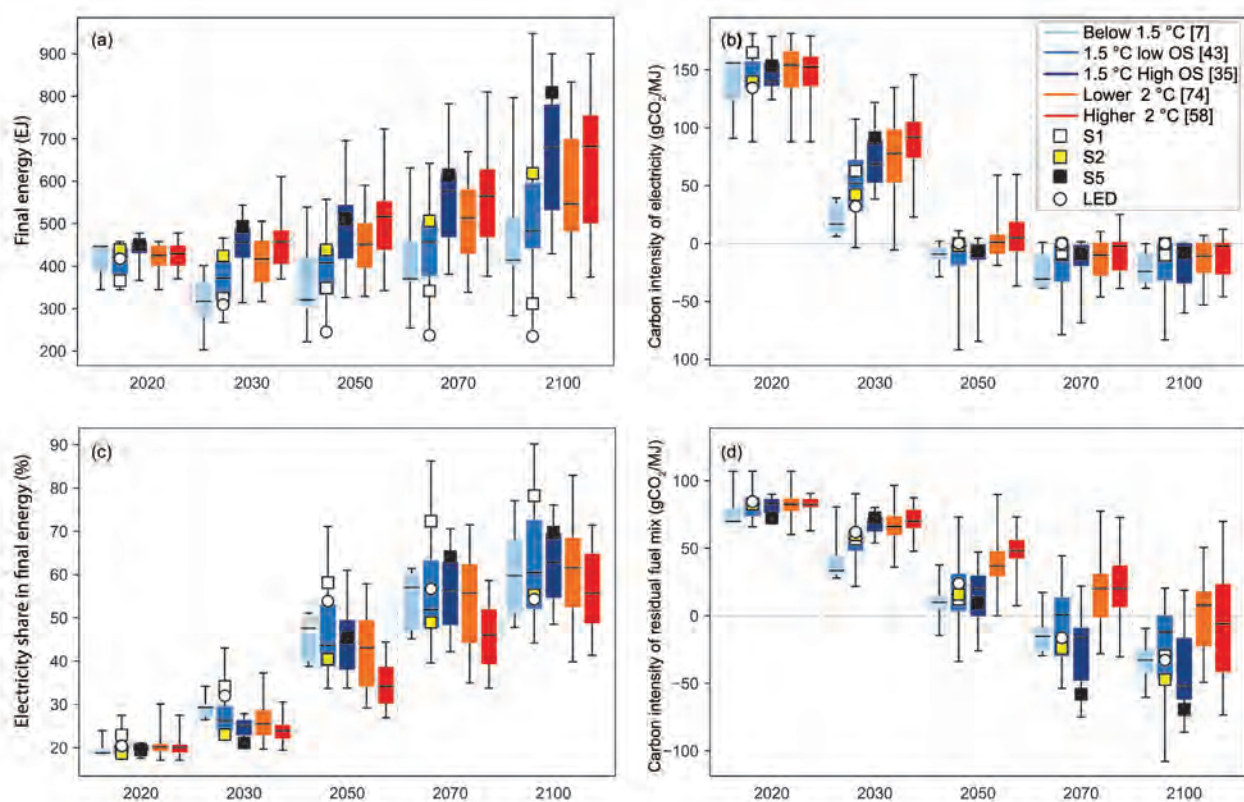 (a)
Final energy (EJ)
900
800
700
600
500
400
300
200
2020 2030 2050 2070 2100
(b)
Carbon intensity of electricity (gCO₂/MJ)
150
100
50
0
−50
100
2020 2030 2050 2070 2100
Below 1.5 °C [7]
1.5 °C low OS [43]
1.5 °C High OS [35]
Lower 2 °C [74]
Higher 2 °C [58]
S1
S2
S5
LED
(c)
Electricity share in final energy (%)
90
80
70
60
50
40
30
20
2020 2030 2050 2070 2100
(d)
Carbon intensity of residual fuel mix (gCO₂/MJ)
100
50
0
−50
−100
2020 2030 2050 2070 2100